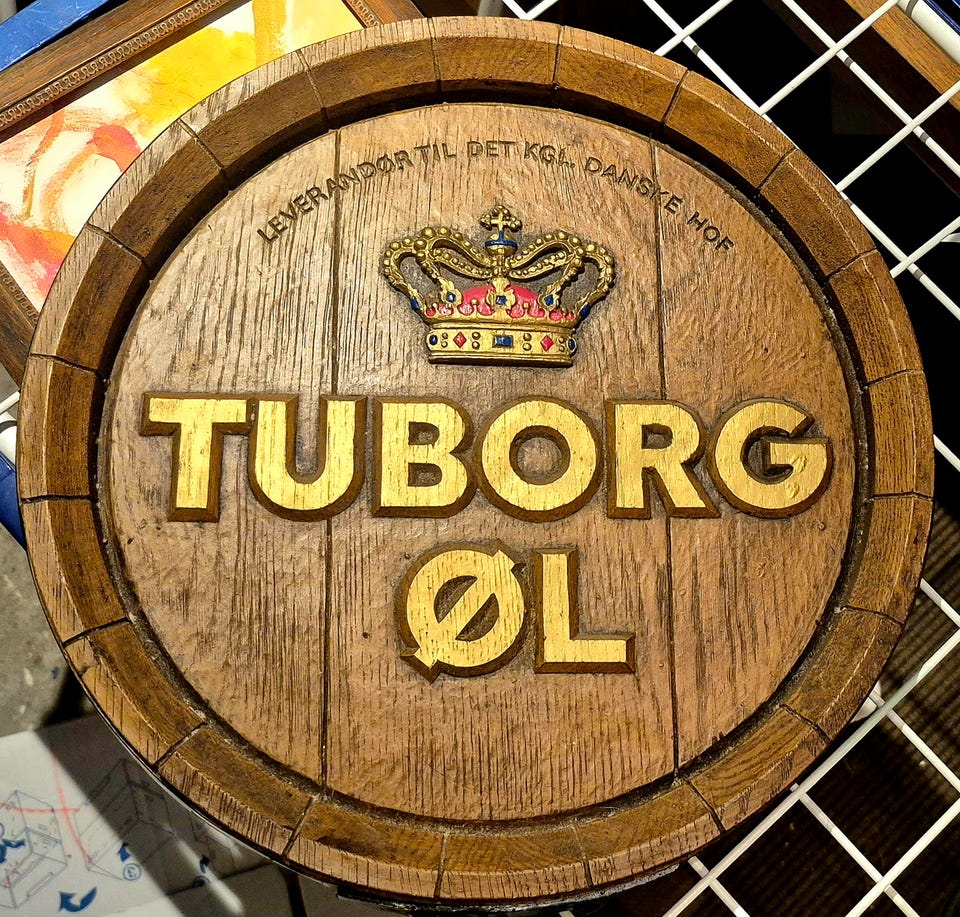 LEVERANDØR TIL DET KGL. DANSKE HOF
TUBORG
ØL